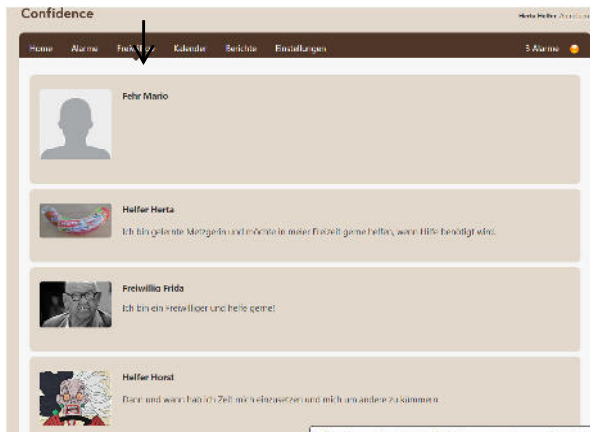 Confidence
Herta Helfer
Home Alarme Kalender Berichte Einstellungen 3 Alarme
Fehr Mario
Helfer Herta
Ich bin gelernte Metzgerin und möchte in meier Freizeit gerne helfen, wenn Hilfe benötigt wird.
Freiwillig Frida
Ich bin ein Freiwilliger und helfe gerne!
Helfer Horst
Dann und wann hab ich Zeit mich einzusetzen und mich um andere zu kümmern